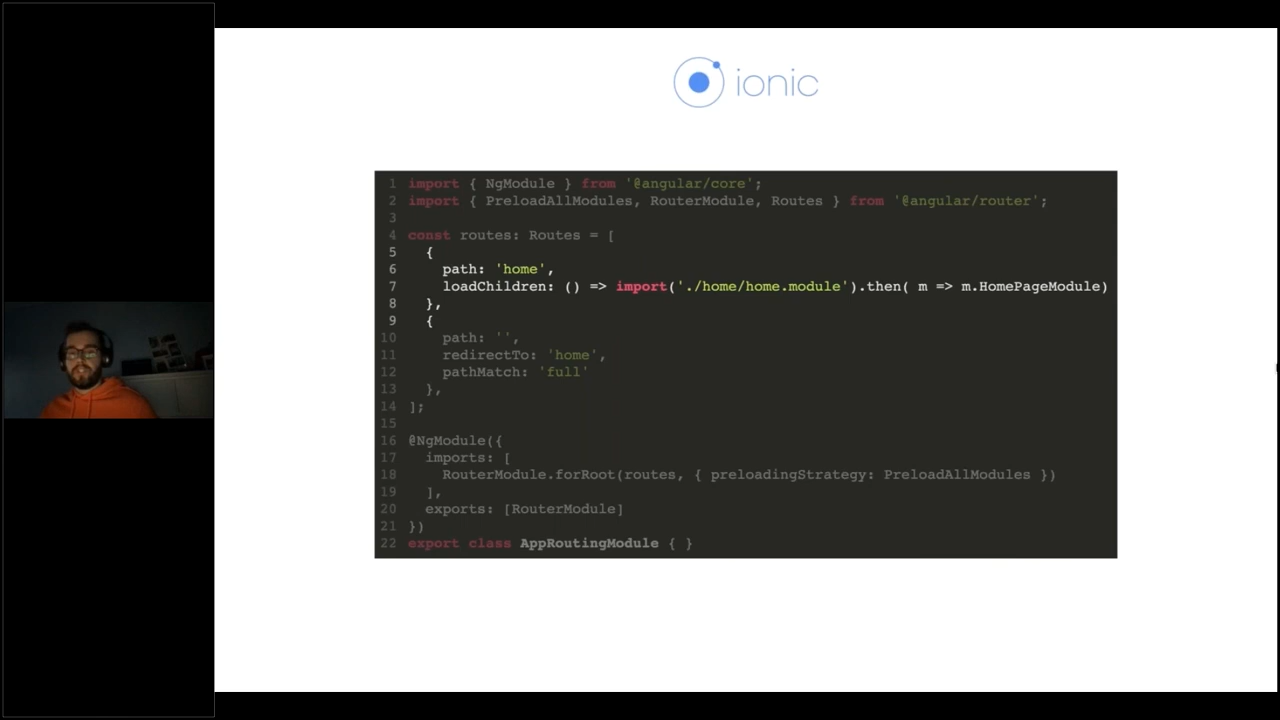 ionic
1 import { NgModule } from '@angular/core';
2 import { PreloadAllModules, RouterModule, Routes } from '@angular/router';
3
4 const routes: Routes = [
5   {
6     path: 'home',
7     loadChildren: () => import('./home/home.module').then( m => m.HomePageModule)
8   },
9   {
10     path: '',
11     redirectTo: 'home',
12     pathMatch: 'full'
13   },
14 ];
15
16 @NgModule({
17   imports: [
18     RouterModule.forRoot(routes, { preloadingStrategy: PreloadAllModules })
19   ],
20   exports: [RouterModule]
21 })
22 export class AppRoutingModule { }